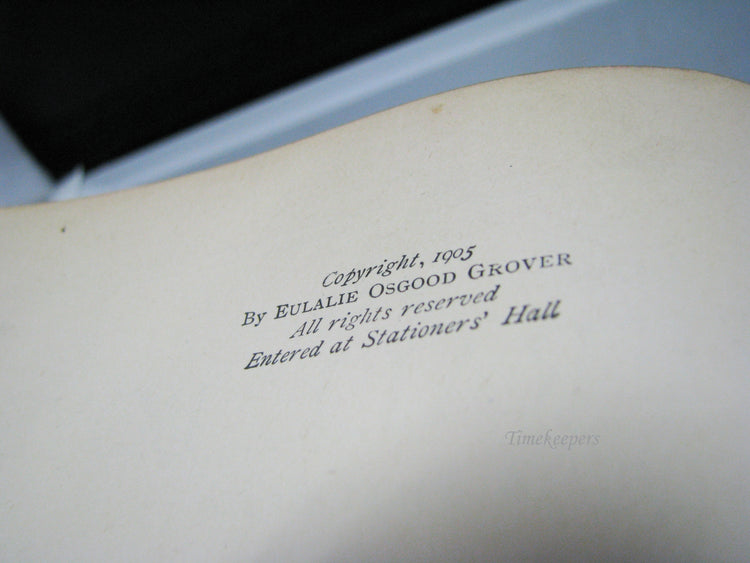 Copyright, 1905
By EULALIE OSGOOD GROVER
All rights reserved
Entered at Stationers' Hall
Timekeepers